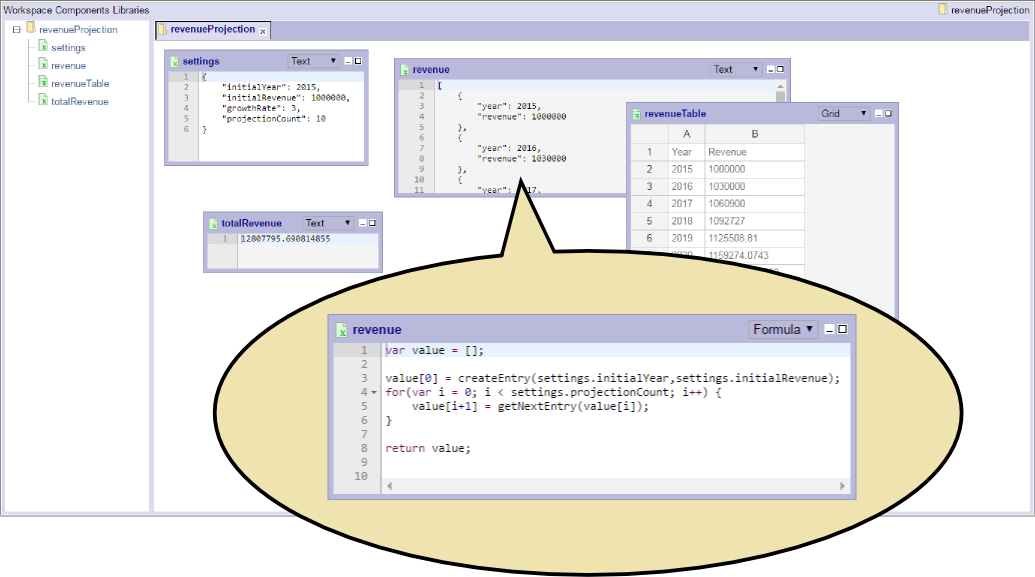 Workspace Components Libraries
revenueProjection
revenueProjection
settings
revenue
revenueTable
totalRevenue
revenueProjection x
settings
Text ▼
1 {
2 "initialYear": 2015,
3 "initialRevenue": 1000000,
4 "growthRate": 3,
5 "projectionCount": 10
6 }
revenue
Text ▼
1 [
2 {
3 "year": 2015,
4 "revenue": 1000000
5 },
6 {
7 "year": 2016,
8 "revenue": 1030000
9 },
10 {
11 "year":
revenueTable
Grid ▼
A B
1 Year Revenue
2 2015 1000000
3 2016 1030000
4 2017 1060900
5 2018 1092727
6 2019 1125508.81
1159274.0743
totalRevenue
Text ▼
1 12807795.690814855
revenue
Formula ▼
1 var value = [];
2
3 value[0] = createEntry(settings.initialYear,settings.initialRevenue);
4 for(var i = 0; i < settings.projectionCount; i++) {
5 value[i+1] = getNextEntry(value[i]);
6 }
7
8 return value;
9
10